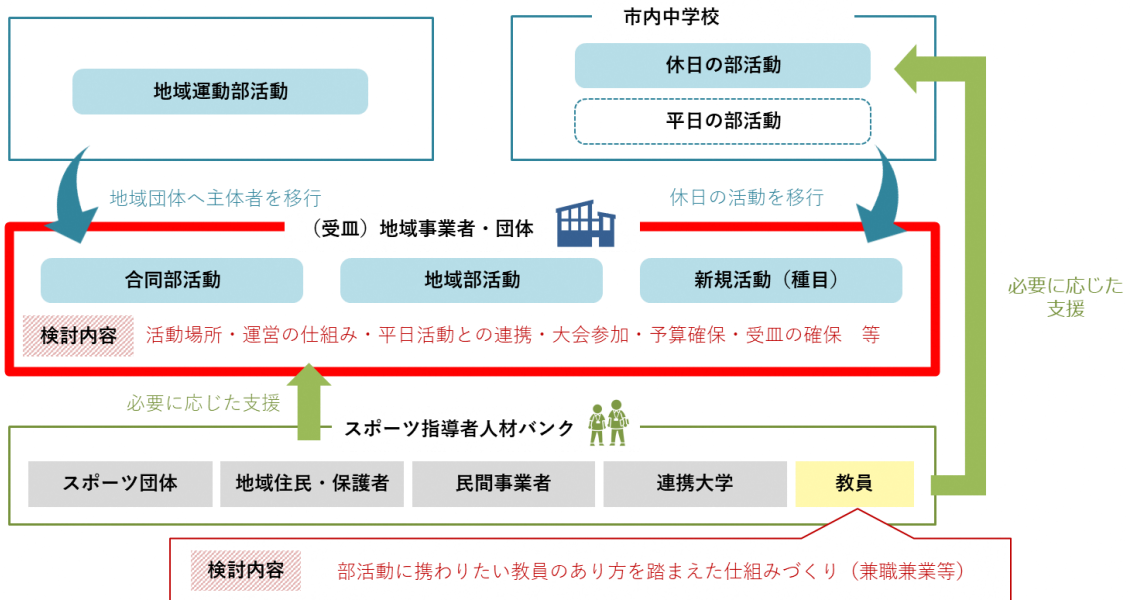 市内中学校
地域運動部活動
休日の部活動
平日の部活動
地域団体へ主体者を移行
休日の活動を移行
（受皿）地域事業者・団体
合同部活動
地域部活動
新規活動（種目）
検討内容
活動場所・運営の仕組み・平日活動との連携・大会参加・予算確保・受皿の確保　等
必要に応じた
支援
必要に応じた支援
スポーツ指導者人材バンク
スポーツ団体
地域住民・保護者
民間事業者
連携大学
教員
検討内容
部活動に携わりたい教員のあり方を踏まえた仕組みづくり（兼職兼業等）